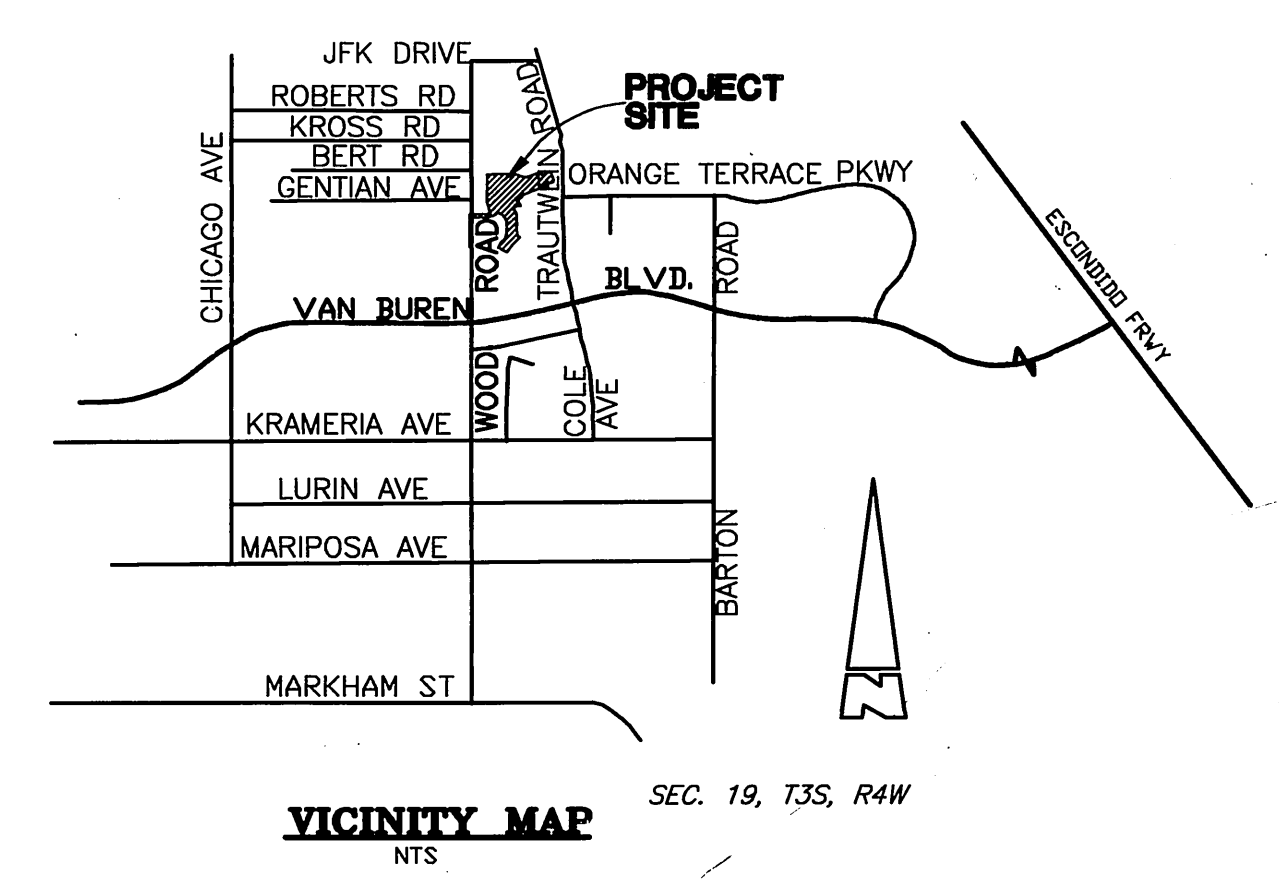 JFK DRIVE
ROBERTS RD
KROSS RD
BERT RD
GENTIAN AVE
CHICAGO AVE
TRAUTWEIN ROAD
PROJECT
SITE
ORANGE TERRACE PKWY
ESCONDIDO FRWY
VAN BUREN BLVD.
WOOD ROAD
COLE
AVE
KRAMERIA AVE
LURIN AVE
MARIPOSA AVE
BARTON ROAD
MARKHAM ST
N
SEC. 19, T3S, R4W
VICINITY MAP
NTS